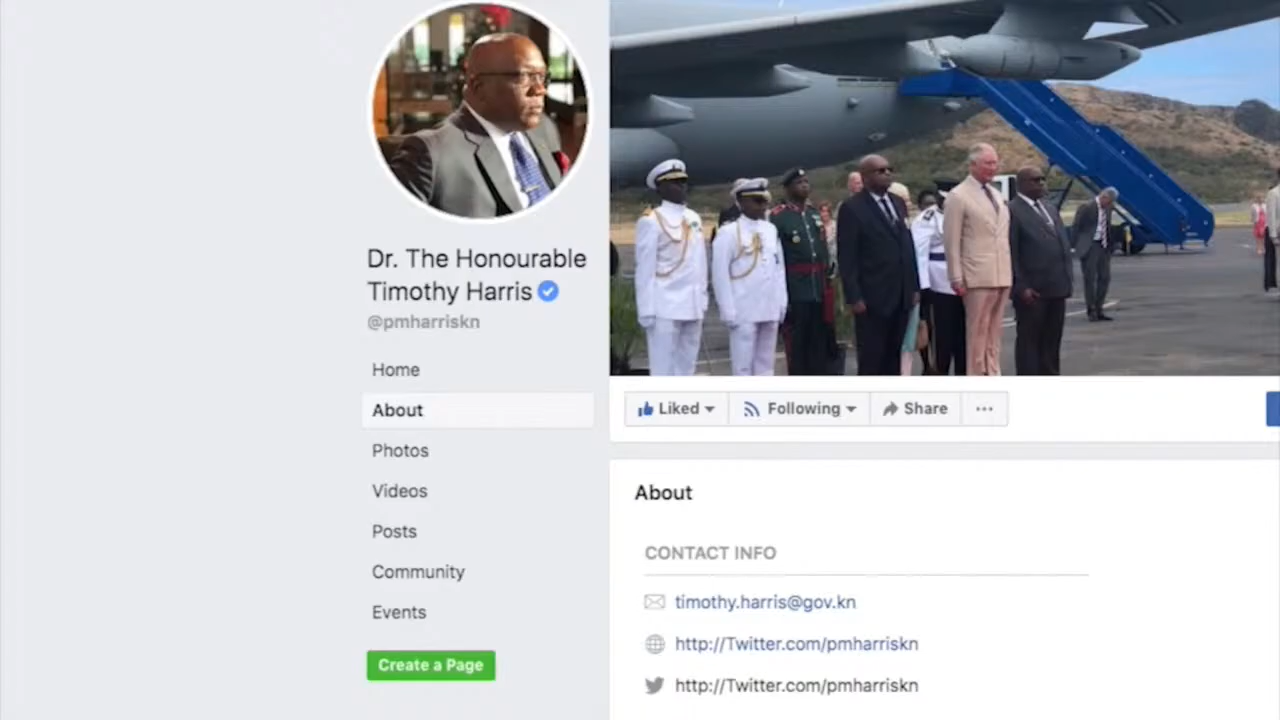 Dr. The Honourable
Timothy Harris
@pmharriskn
Home
About
Photos
Videos
Posts
Community
Events
Create a Page
Liked
Following
Share
About
CONTACT INFO
timothy.harris@gov.kn
http://Twitter.com/pmharriskn
http://Twitter.com/pmharriskn